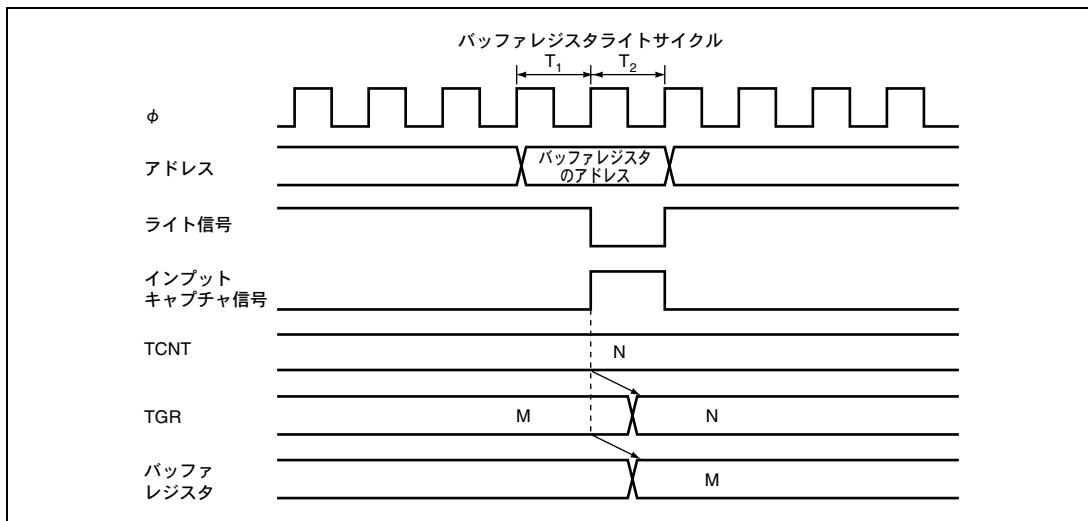 バッファレジスタライトサイクル
T1 T2
φ
アドレス
バッファレジスタ
のアドレス
ライト信号
インプット
キャプチャ信号
TCNT
N
TGR
M N
バッファ
レジスタ
M